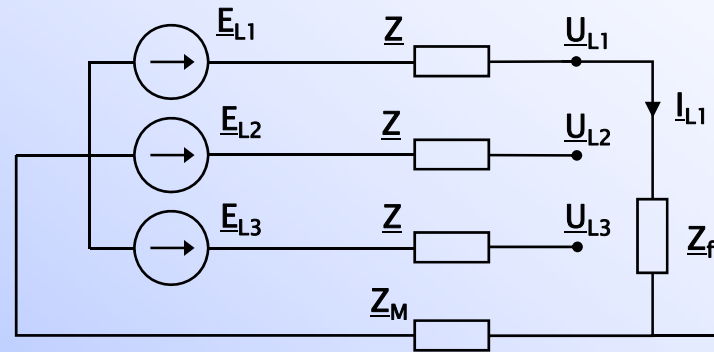 E_L1 Z U_L1
I_L1
E_L2 Z U_L2
E_L3 Z U_L3
Z_f
Z_M